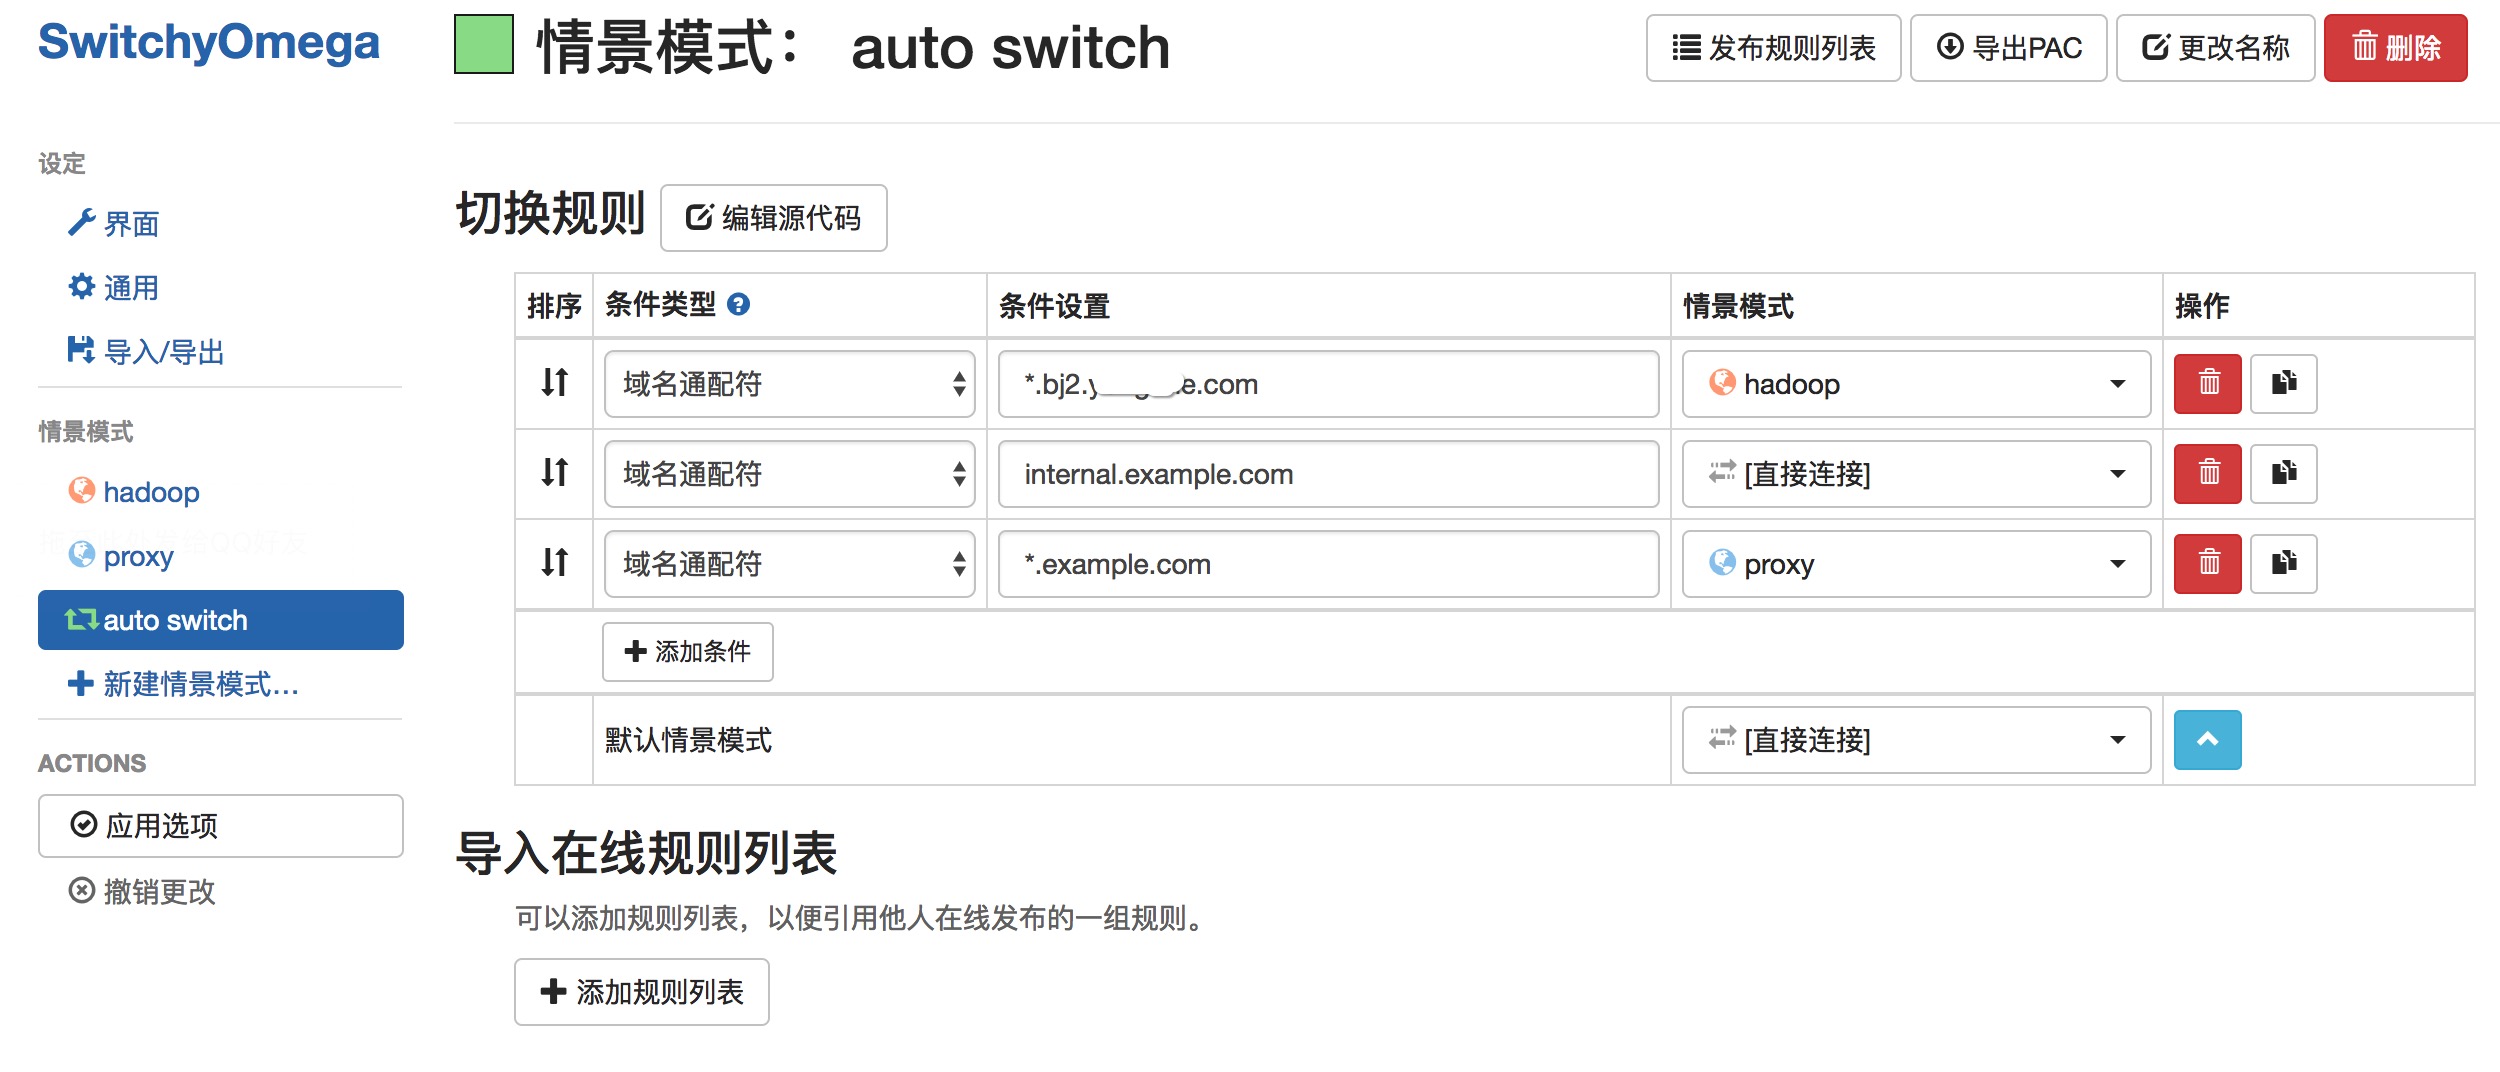 SwitchyOmega
情景模式： auto switch
发布规则列表
导出PAC
更改名称
删除
设定
界面
通用
导入/导出
情景模式
hadoop
proxy
auto switch
新建情景模式...
ACTIONS
应用选项
撤销更改
切换规则
编辑源代码
排序 条件类型 条件设置 情景模式 操作
域名通配符 *.bj2. e.com hadoop
域名通配符 internal.example.com [直接连接]
域名通配符 *.example.com proxy
添加条件
默认情景模式 [直接连接]
导入在线规则列表
可以添加规则列表，以便引用他人在线发布的一组规则。
添加规则列表